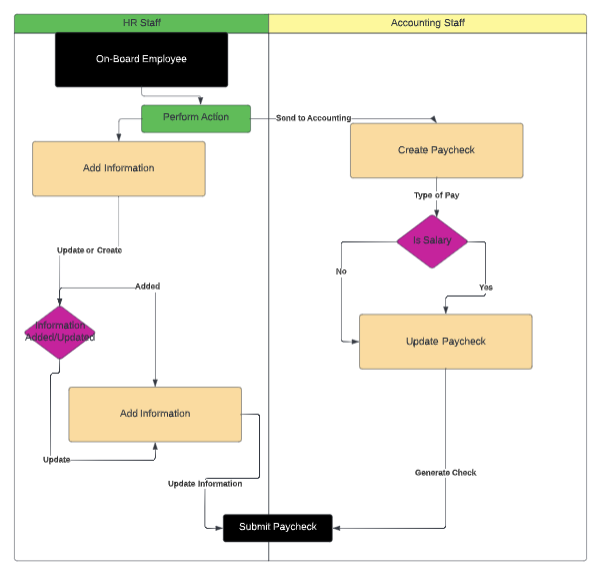 HR Staff
Accounting Staff
On-Board Employee
Perform Action
Send to Accounting
Create Paycheck
Add Information
Type of Pay
Is Salary
Update or Create
No
Yes
Added
Information
Added/Updated
Update Paycheck
Add Information
Update
Generate Check
Update Information
Submit Paycheck